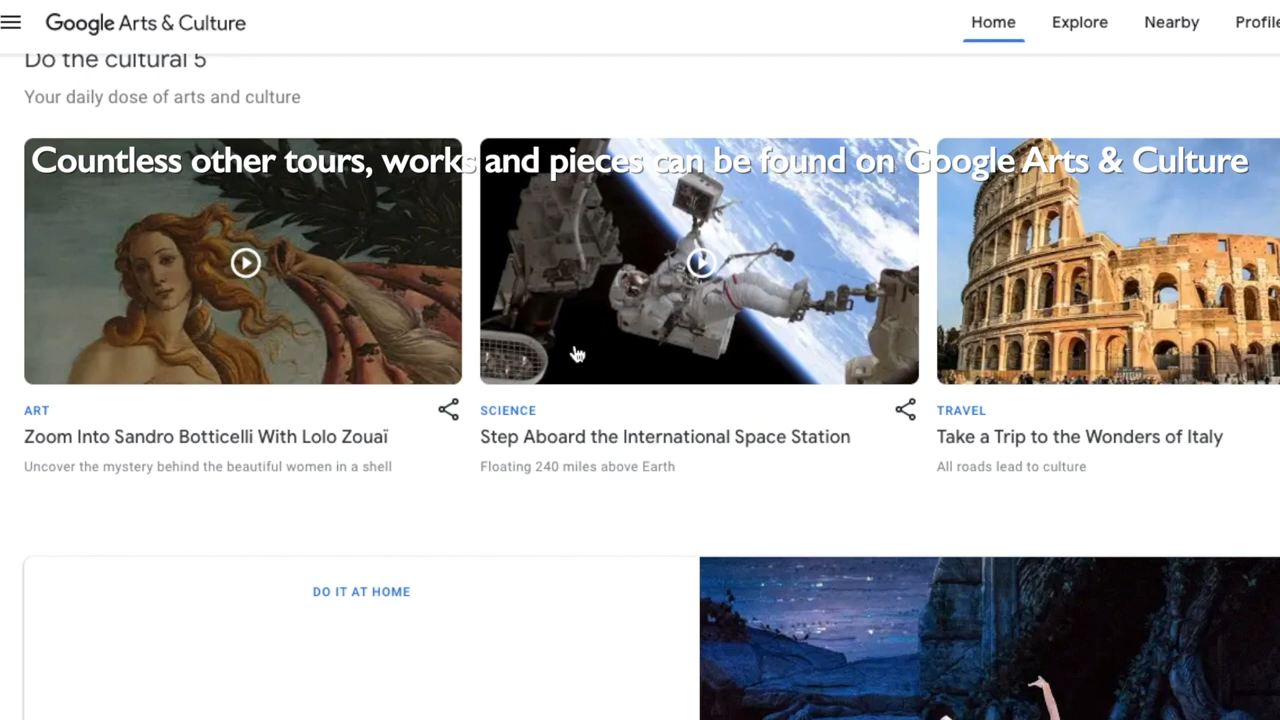 Google Arts & Culture
Home
Explore
Nearby
Profile
Do the cultural 5
Your daily dose of arts and culture
Countless other tours, works and pieces can be found on Google Arts & Culture
ART
Zoom Into Sandro Botticelli With Lolo Zouaï
Uncover the mystery behind the beautiful women in a shell
SCIENCE
Step Aboard the International Space Station
Floating 240 miles above Earth
TRAVEL
Take a Trip to the Wonders of Italy
All roads lead to culture
DO IT AT HOME